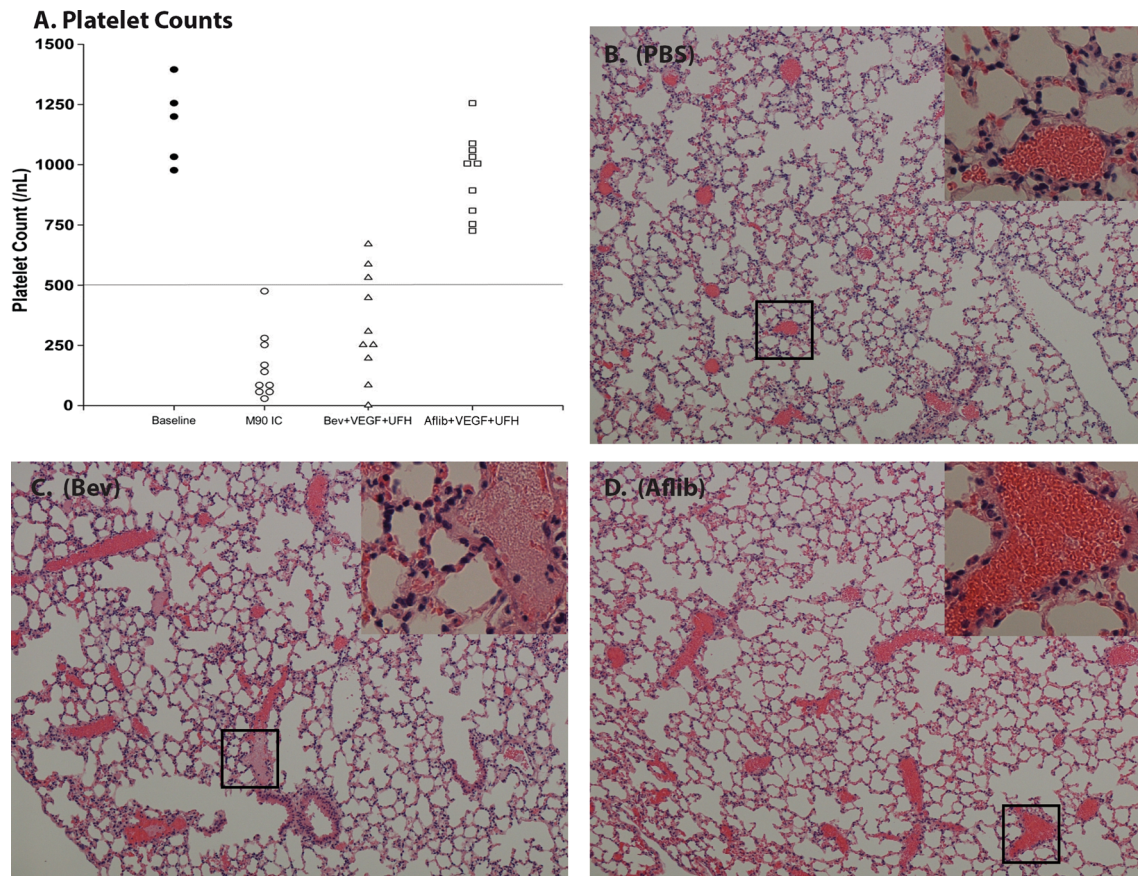 A. Platelet Counts
Platelet Count (/nL)
1500
1250
1000
750
500
250
0
Baseline
M90 IC
Bev+VEGF+UFH
Aflib+VEGF+UFH
B. (PBS)
C. (Bev)
D. (Aflib)